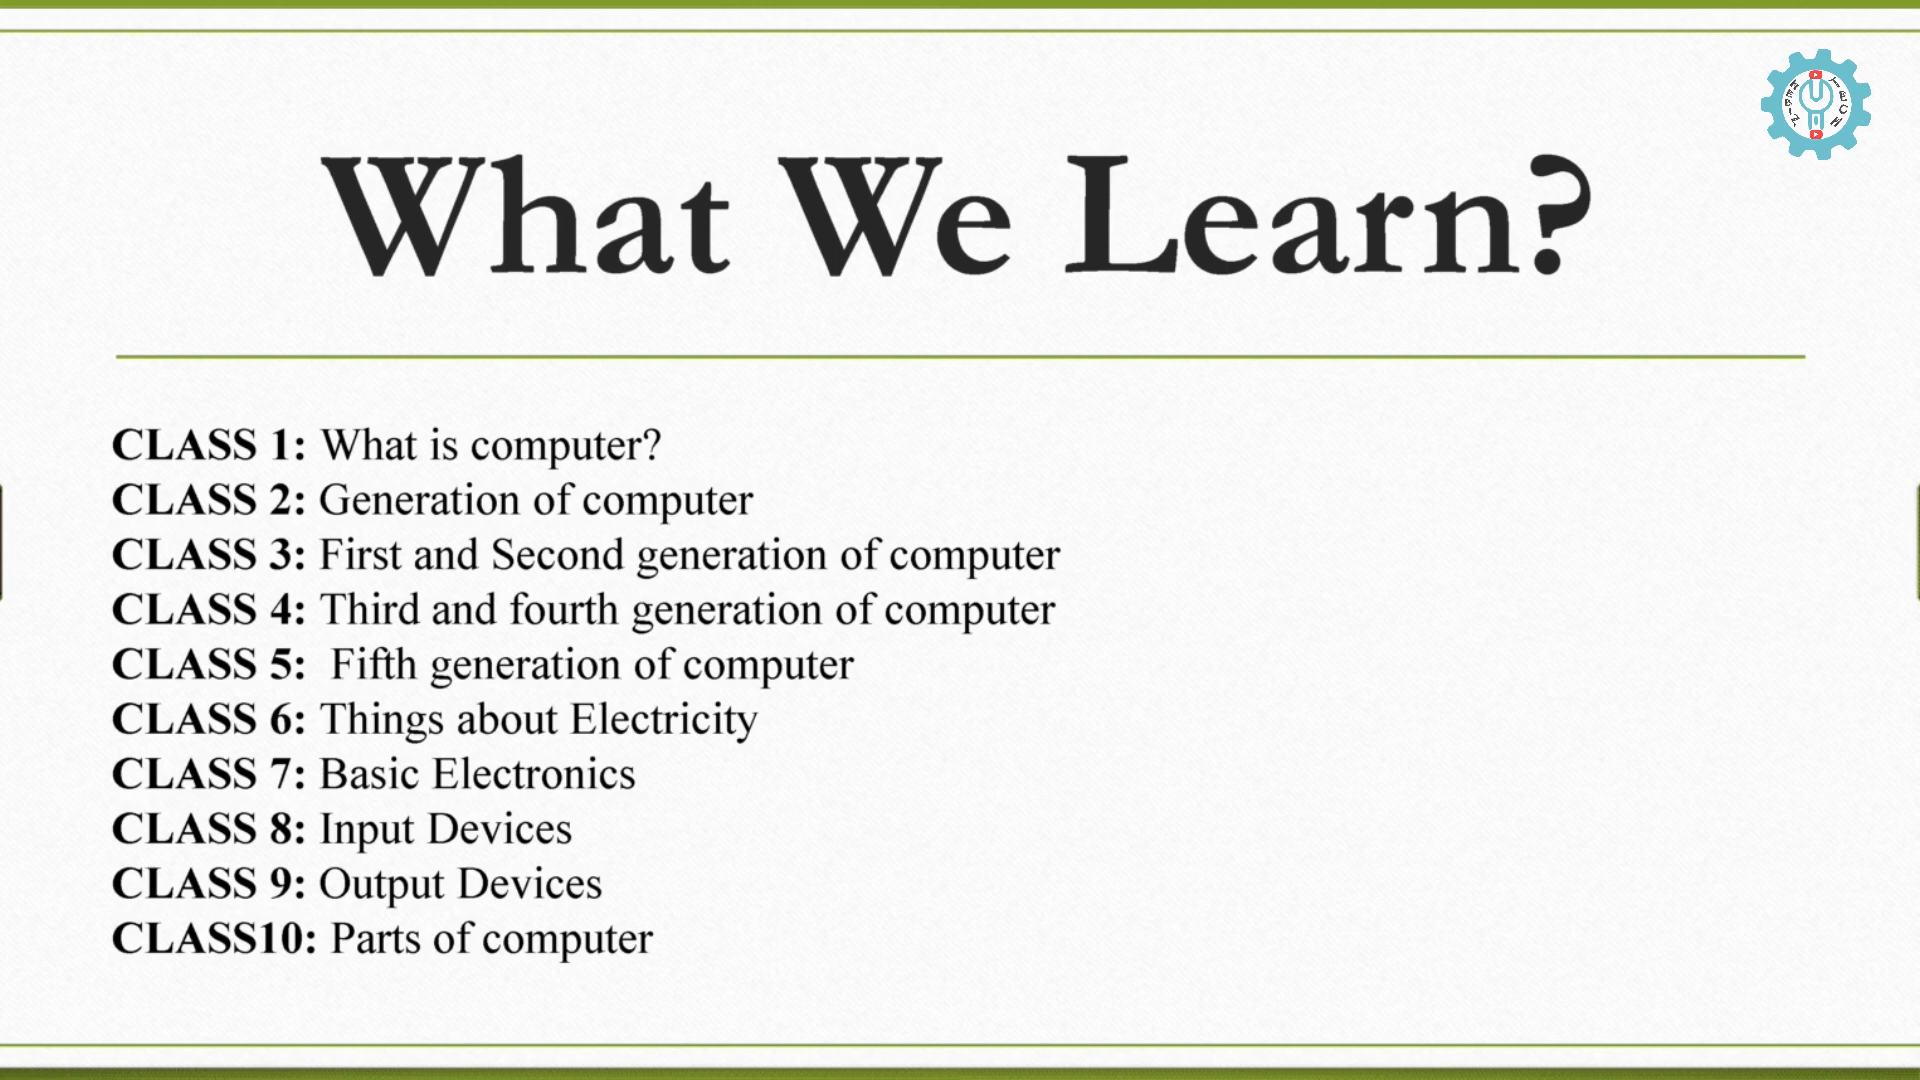 What We Learn?
CLASS 1: What is computer?
CLASS 2: Generation of computer
CLASS 3: First and Second generation of computer
CLASS 4: Third and fourth generation of computer
CLASS 5:  Fifth generation of computer
CLASS 6: Things about Electricity
CLASS 7: Basic Electronics
CLASS 8: Input Devices
CLASS 9: Output Devices
CLASS10: Parts of computer